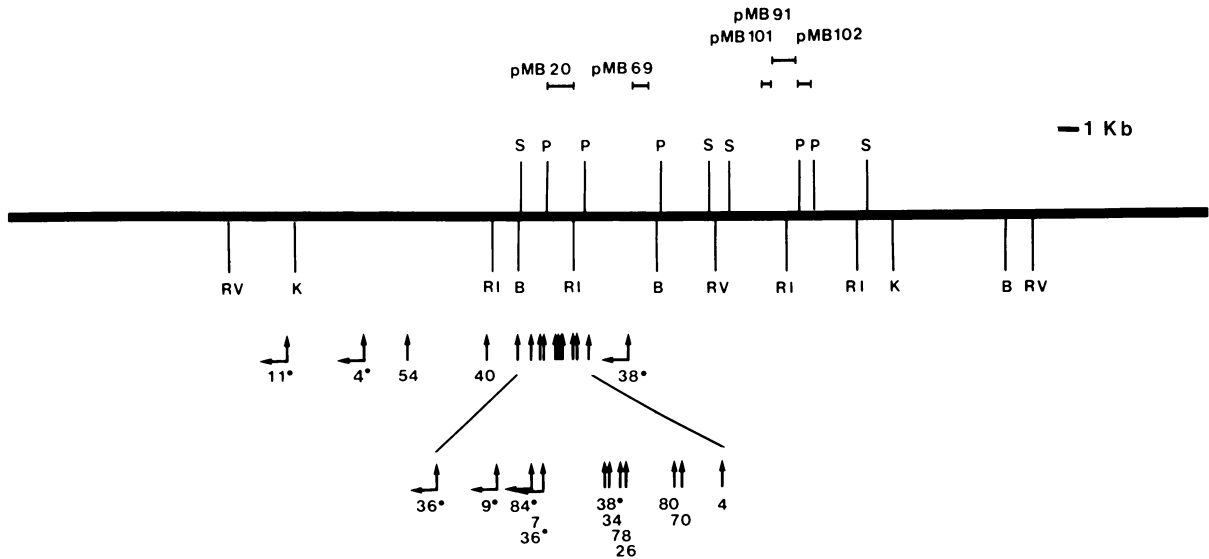 pMB91
pMB101 pMB102
pMB20 pMB69
1 Kb
S P P P S S P P S
RV K RI B RI B RV RI RI K B RV
11• 4• 54 40 38•
36• 9• 84• 38• 80 4
7 34 70
36• 78
26